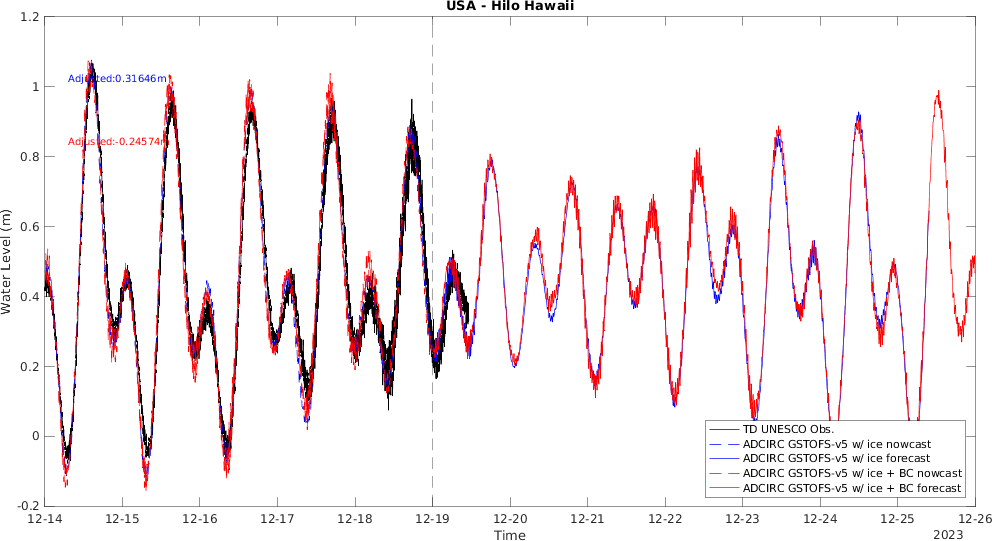 USA - Hilo Hawaii
1.2
1
0.8
0.6
0.4
0.2
0
-0.2
Water Level (m)
Adjusted:0.31646m
Adjusted:-0.24574m
TD UNESCO Obs.
ADCIRC GSTOFS-v5 w/ ice nowcast
ADCIRC GSTOFS-v5 w/ ice forecast
ADCIRC GSTOFS-v5 w/ ice + BC nowcast
ADCIRC GSTOFS-v5 w/ ice + BC forecast
12-14 12-15 12-16 12-17 12-18 12-19 12-20 12-21 12-22 12-23 12-24 12-25 12-26
Time
2023